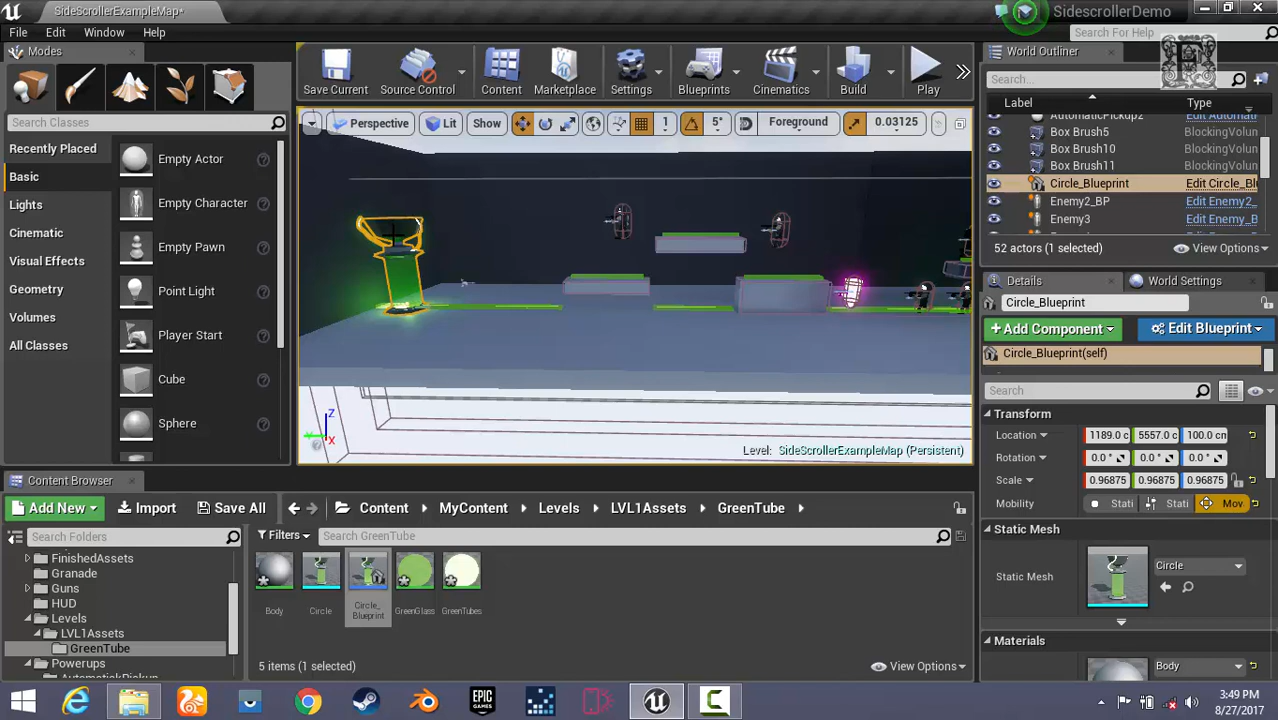 SideScrollerExampleMap*
SidescrollerDemo
File Edit Window Help
Search For Help
Modes
Search Classes
Recently Placed
Basic
Lights
Cinematic
Visual Effects
Geometry
Volumes
All Classes
Empty Actor
Empty Character
Empty Pawn
Point Light
Player Start
Cube
Sphere
Save Current
Source Control
Content
Marketplace
Settings
Blueprints
Cinematics
Build
Play
Perspective
Lit
Show
1
5°
Foreground
0.03125
Z
X
Level: SideScrollerExampleMap (Persistent)
World Outliner
Search...
Label Type
AutomaticPickup2 Edit Automati
Box Brush5 BlockingVolun
Box Brush10 BlockingVolun
Box Brush11 BlockingVolun
Circle_Blueprint Edit Circle_Blu
Enemy2_BP Edit Enemy2_
Enemy3 Edit Enemy_B
52 actors (1 selected)
View Options
Details
World Settings
Circle_Blueprint
Add Component
Edit Blueprint
Circle_Blueprint(self)
Search
Transform
Location 1189.0 c 5557.0 c 100.0 cn
Rotation 0.0 ° 0.0 ° 0.0 °
Scale 0.96875 0.96875 0.96875
Mobility Stati Stati Mov
Static Mesh
Static Mesh
Circle
Materials
Body
Content Browser
Add New Import Save All
Content MyContent Levels LVL1Assets GreenTube
Search Folders
Filters
Search GreenTube
FinishedAssets
Granade
Guns
HUD
Levels
LVL1Assets
GreenTube
Powerups
AutomatickPickup
Body
Circle
Circle_
Blueprint
GreenGlass
GreenTubes
5 items (1 selected)
View Options
EPIC
GAMES
3:49 PM
8/27/2017